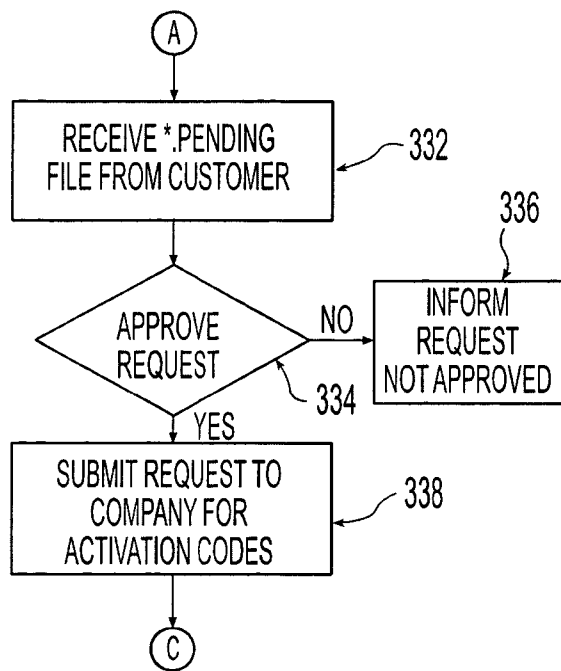 A
RECEIVE *.PENDING
FILE FROM CUSTOMER
332
336
APPROVE
REQUEST
NO
INFORM
REQUEST
NOT APPROVED
334
YES
SUBMIT REQUEST TO
COMPANY FOR
ACTIVATION CODES
338
C